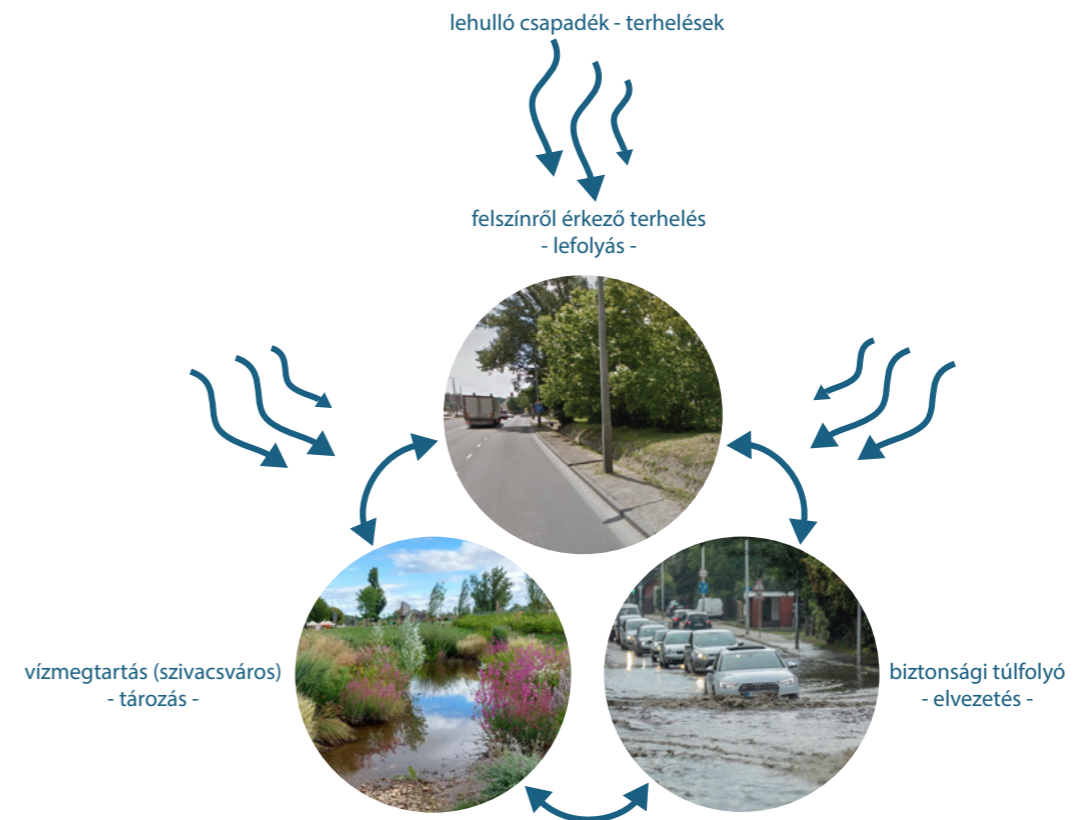 lehulló csapadék - terhelések
felszínről érkező terhelés
- lefolyás -
vízmegtartás (szivacsváros)
- tározás -
biztonsági túlfolyó
- elvezetés -